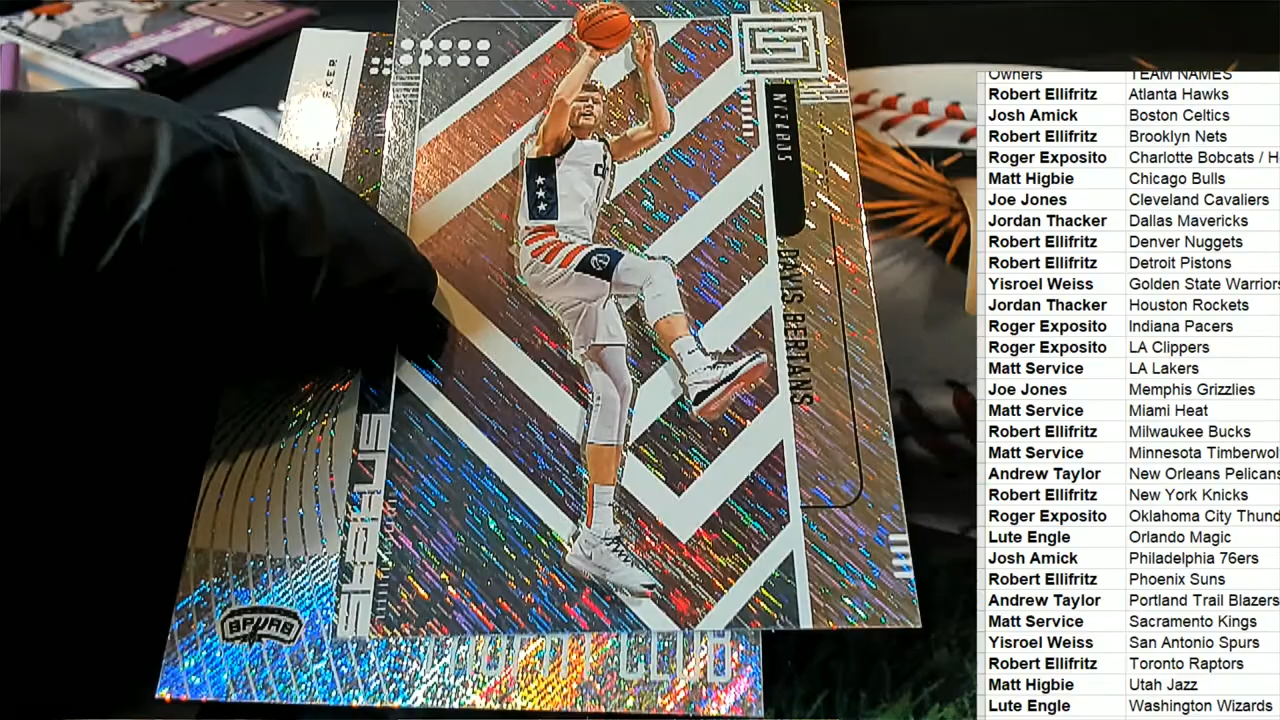 STATUS
WIZARDS
DAVIS BERTANS
SPURS
Owners TEAM NAMES
Robert Ellifritz Atlanta Hawks
Josh Amick Boston Celtics
Robert Ellifritz Brooklyn Nets
Roger Exposito Charlotte Bobcats / H
Matt Higbie Chicago Bulls
Joe Jones Cleveland Cavaliers
Jordan Thacker Dallas Mavericks
Robert Ellifritz Denver Nuggets
Robert Ellifritz Detroit Pistons
Yisroel Weiss Golden State Warriors
Jordan Thacker Houston Rockets
Roger Exposito Indiana Pacers
Roger Exposito LA Clippers
Matt Service LA Lakers
Joe Jones Memphis Grizzlies
Matt Service Miami Heat
Robert Ellifritz Milwaukee Bucks
Matt Service Minnesota Timberwol
Andrew Taylor New Orleans Pelicans
Robert Ellifritz New York Knicks
Roger Exposito Oklahoma City Thund
Lute Engle Orlando Magic
Josh Amick Philadelphia 76ers
Robert Ellifritz Phoenix Suns
Andrew Taylor Portland Trail Blazers
Matt Service Sacramento Kings
Yisroel Weiss San Antonio Spurs
Robert Ellifritz Toronto Raptors
Matt Higbie Utah Jazz
Lute Engle Washington Wizards